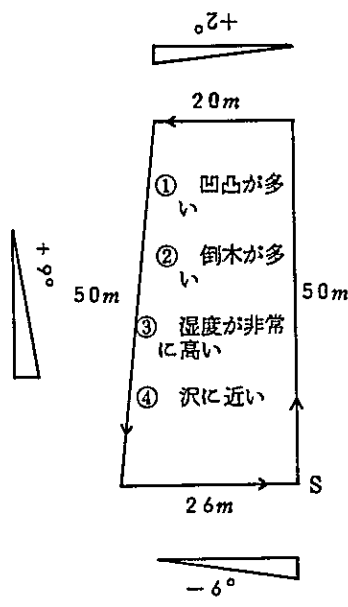 +2°
20m
① 凹凸が多
い
② 倒木が多
い
+9°
50m
50m
③ 湿度が非常
に高い
④ 沢に近い
S
26m
-6°